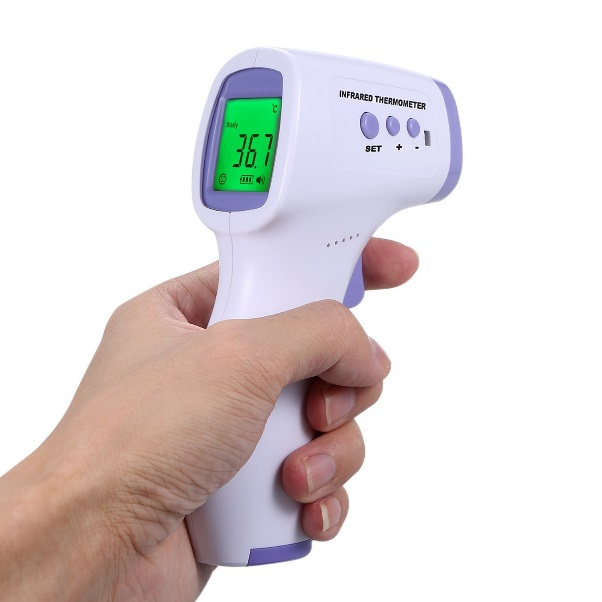 °C
Body
36.7
INFRARED THERMOMETER
SET + -